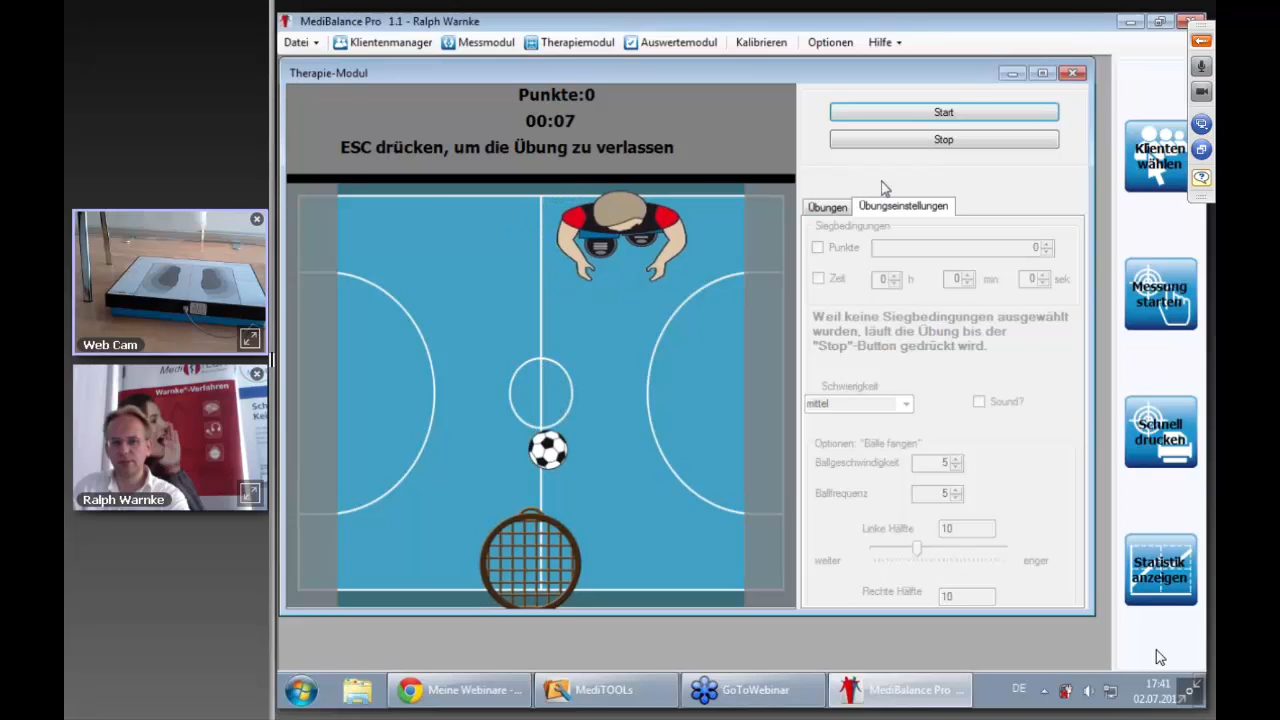 MediBalance Pro 1.1 - Ralph Warnke
Datei Klientenmanager Messmodul Therapiemodul Auswertemodul Kalibrieren Optionen Hilfe
Therapie-Modul
Punkte:0
00:07
ESC drücken, um die Übung zu verlassen
Start
Stop
Übungen Übungseinstellungen
Siegbedingungen
Punkte 0
Zeit 0 h 0 min 0 sek
Weil keine Siegbedingungen ausgewählt
wurden, läuft die Übung bis der
"Stop"-Button gedrückt wird.
Schwierigkeit
mittel Sound?
Optionen: "Bälle fangen"
Ballgeschwindigkeit 5
Ballfrequenz 5
Linke Hälfte 10
weiter enger
Rechte Hälfte 10
Klienten
wählen
Messung
starten
Schnell
drucken
Statistik
anzeigen
Web Cam
Warnke®-Verfahren
Ralph Warnke
Meine Webinare - ...
MediTOOLs
GoToWebinar
MediBalance Pro ...
DE
17:41